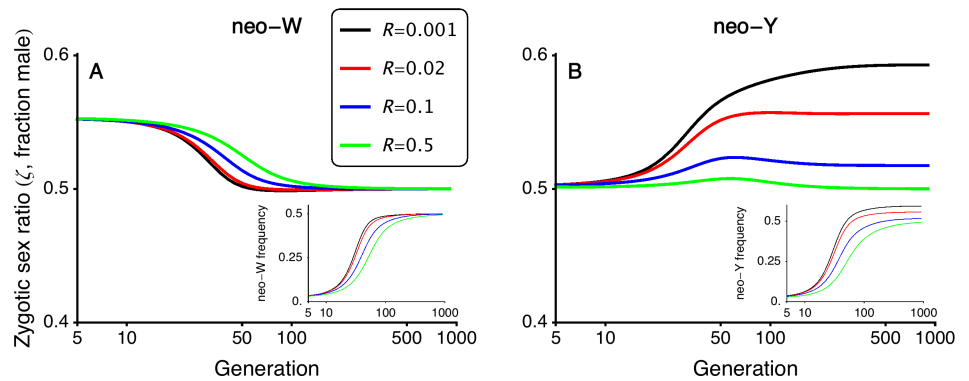 neo−W
R=0.001
R=0.02
R=0.1
R=0.5
neo−Y
Zygotic sex ratio (ζ, fraction male)
0.6
0.5
0.4
A
5
10
50
100
500
1000
Generation
neo−W frequency
0.5
0.25
0.
5
10
100
1000
0.6
0.5
0.4
B
5
10
50
100
500
1000
Generation
neo−Y frequency
0.5
0.25
0.
5
10
100
1000